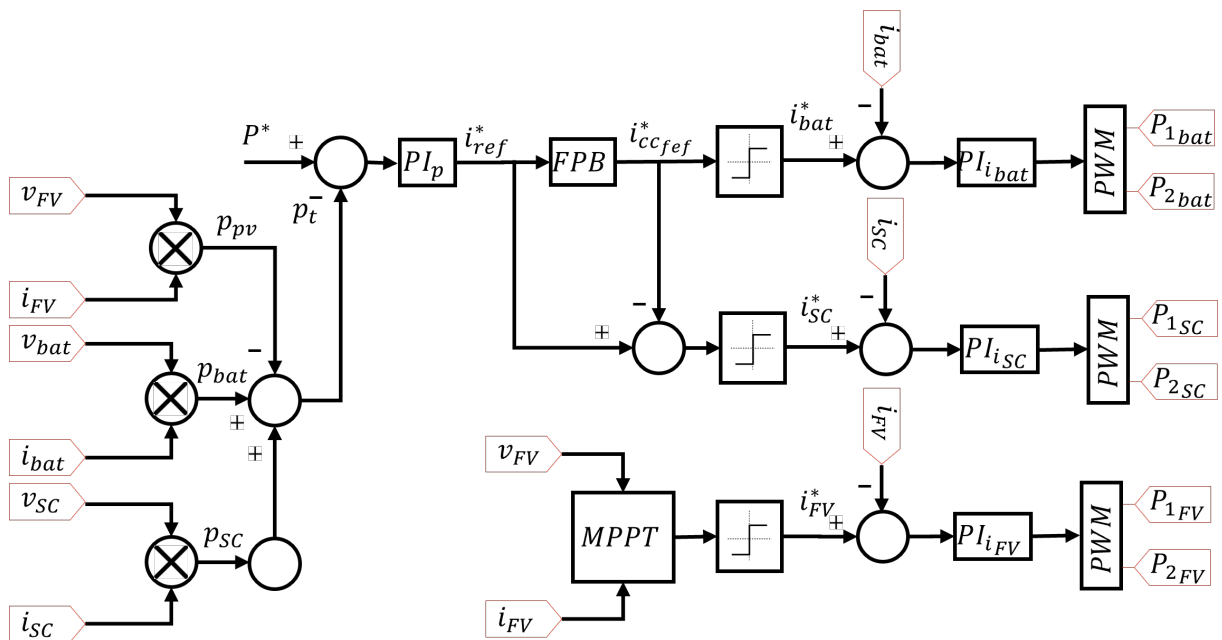 i_bat
P*
+
−
p_t
PI_p
i*_ref
FPB
i*_cc_fef
i*_bat
+
−
PI_i_bat
PWM
P_1_bat
P_2_bat
v_FV
p_pv
i_FV
−
v_bat
p_bat
+
i_bat
+
v_SC
p_SC
i_SC
i_SC
−
+
−
i*_SC
+
PI_i_SC
PWM
P_1_SC
P_2_SC
i_FV
v_FV
MPPT
i_FV
i*_FV
+
−
PI_i_FV
PWM
P_1_FV
P_2_FV